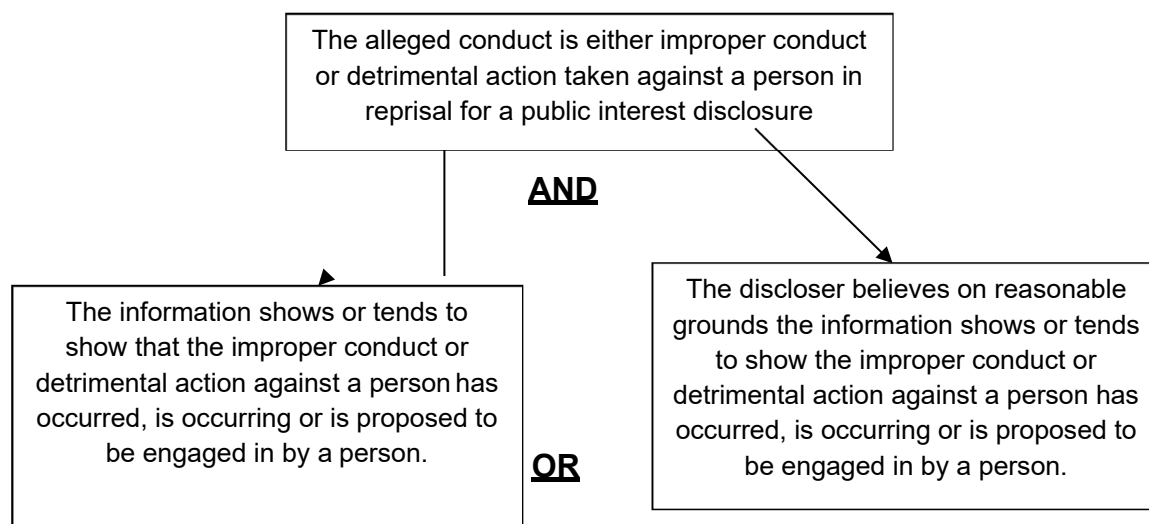 The alleged conduct is either improper conduct
or detrimental action taken against a person in
reprisal for a public interest disclosure
AND
The information shows or tends to
show that the improper conduct or
detrimental action against a person has
occurred, is occurring or is proposed to
be engaged in by a person.
OR
The discloser believes on reasonable
grounds the information shows or tends
to show the improper conduct or
detrimental action against a person has
occurred, is occurring or is proposed to
be engaged in by a person.